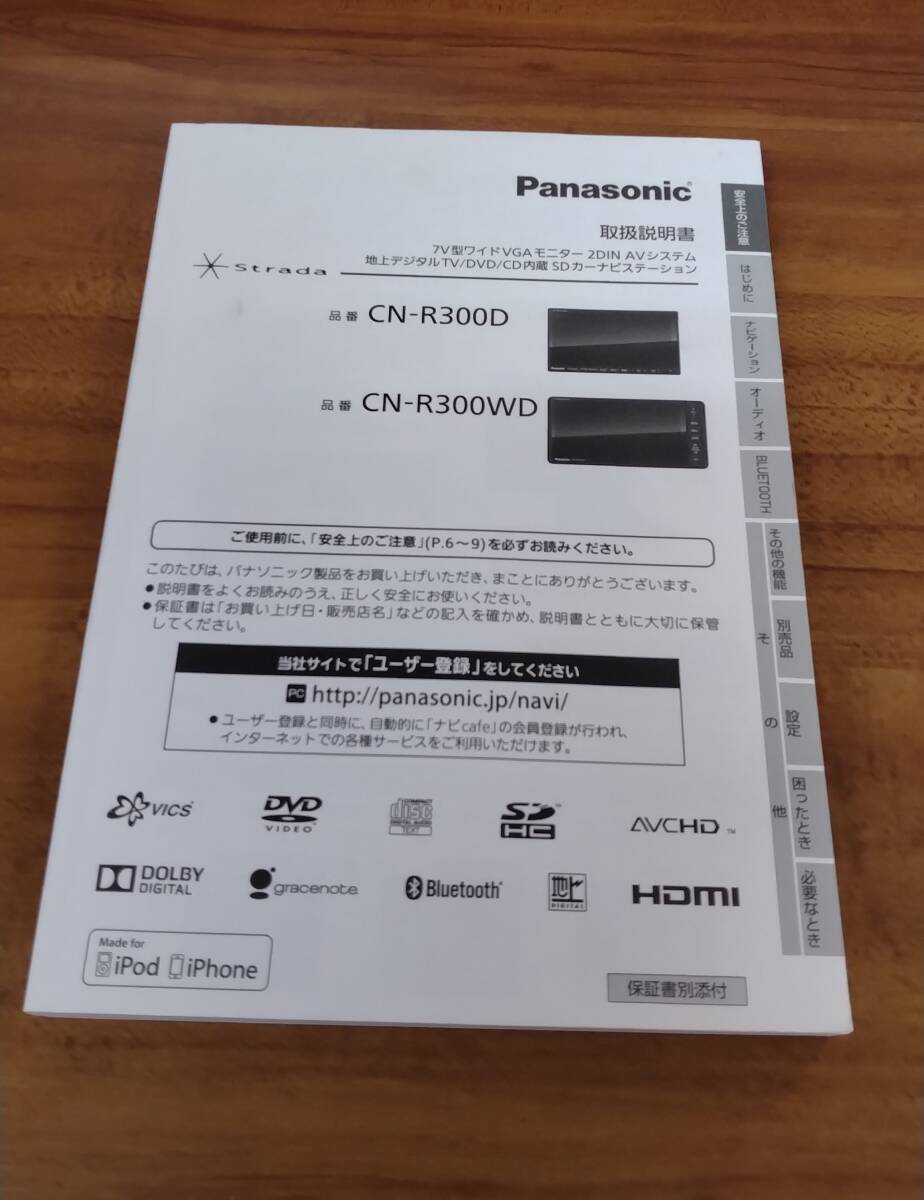 Panasonic
取扱説明書
7V型ワイドVGAモニター 2DIN AVシステム
地上デジタルTV/DVD/CD内蔵 SDカーナビステーション
Strada
品番 CN-R300D
Panasonic
品番 CN-R300WD
Panasonic
ご使用前に、「安全上のご注意」(P.6〜9)を必ずお読みください。
このたびは、パナソニック製品をお買い上げいただき、まことにありがとうございます。
●説明書をよくお読みのうえ、正しく安全にお使いください。
●保証書は「お買い上げ日・販売店名」などの記入を確かめ、説明書とともに大切に保管
してください。
当社サイトで「ユーザー登録」をしてください
PC http://panasonic.jp/navi/
●ユーザー登録と同時に、自動的に「ナビcafe」の会員登録が行われ、
インターネットでの各種サービスをご利用いただけます。
VICS
DVD
VIDEO
COMPACT
disc
DIGITAL AUDIO
TEXT
SD
HC
AVCHD ™
DOLBY
DIGITAL
gracenote
Bluetooth
地上
DIGITAL
HDMI
Made for
iPod iPhone
保証書別添付
安全上のご注意
はじめに
ナビゲーション
オーディオ
BLUETOOTH
その他の機能
その他
別売品
設定
困ったとき
必要なとき